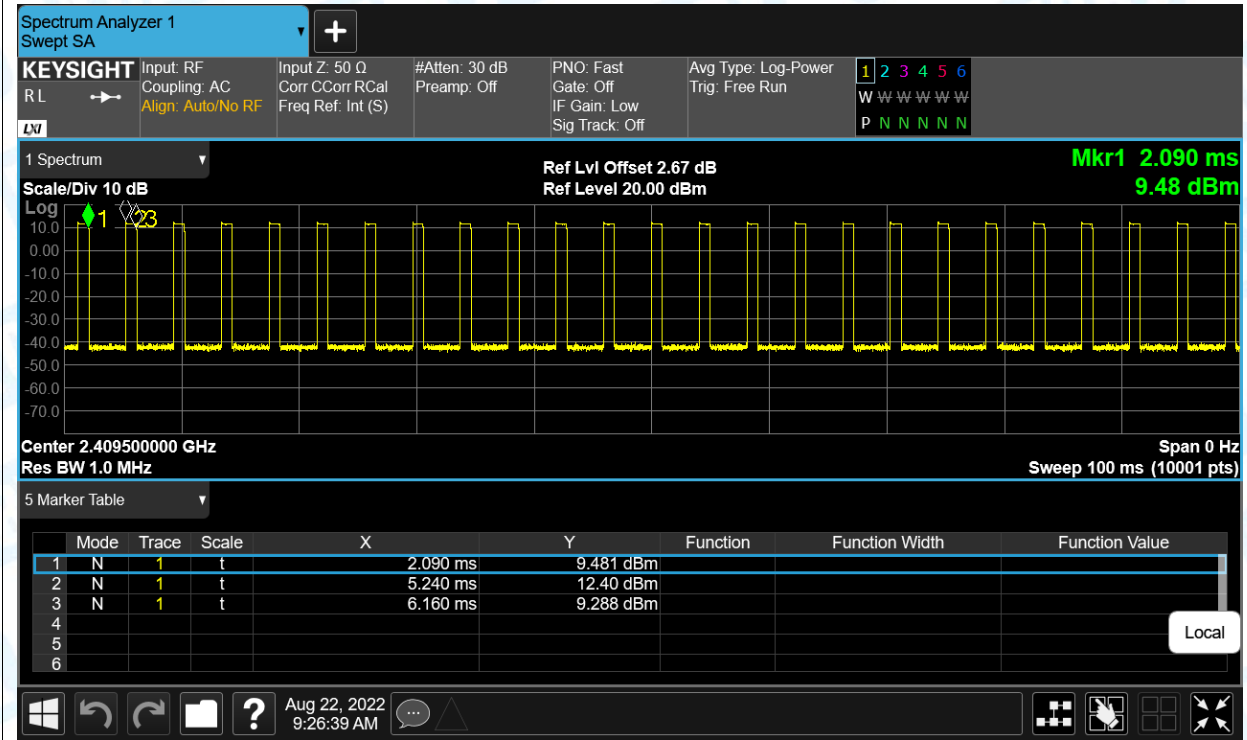 Spectrum Analyzer 1
Swept SA
KEYSIGHT
R L
LXI
Input: RF
Coupling: AC
Align: Auto/No RF
Input Z: 50 Ω
Corr CCorr RCal
Freq Ref: Int (S)
#Atten: 30 dB
Preamp: Off
PNO: Fast
Gate: Off
IF Gain: Low
Sig Track: Off
Avg Type: Log-Power
Trig: Free Run
1 2 3 4 5 6
W W W W W W
P N N N N N
1 Spectrum
Scale/Div 10 dB
Ref Lvl Offset 2.67 dB
Ref Level 20.00 dBm
Mkr1 2.090 ms
9.48 dBm
Log
1 2 3
10.0
0.00
-10.0
-20.0
-30.0
-40.0
-50.0
-60.0
-70.0
Center 2.409500000 GHz
Span 0 Hz
Res BW 1.0 MHz
Sweep 100 ms (10001 pts)
5 Marker Table
Mode Trace Scale X Y Function Function Width Function Value
1 N 1 t 2.090 ms 9.481 dBm
2 N 1 t 5.240 ms 12.40 dBm
3 N 1 t 6.160 ms 9.288 dBm
4
5
6
Local
?
Aug 22, 2022
9:26:39 AM